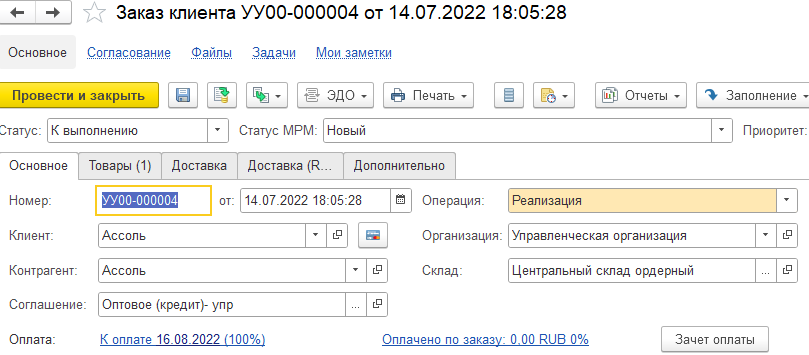 Заказ клиента УУ00-000004 от 14.07.2022 18:05:28
Основное Согласование Файлы Задачи Мои заметки
Провести и закрыть ЭДО Печать Отчеты Заполнение
Статус: К выполнению Статус МРМ: Новый Приоритет:
Основное Товары (1) Доставка Доставка (R... Дополнительно
Номер: УУ00-000004 от: 14.07.2022 18:05:28 Операция: Реализация
Клиент: Ассоль Организация: Управленческая организация
Контрагент: Ассоль Склад: Центральный склад ордерный ...
Соглашение: Оптовое (кредит)- упр ...
Оплата: К оплате 16.08.2022 (100%) Оплачено по заказу: 0,00 RUB 0% Зачет оплаты